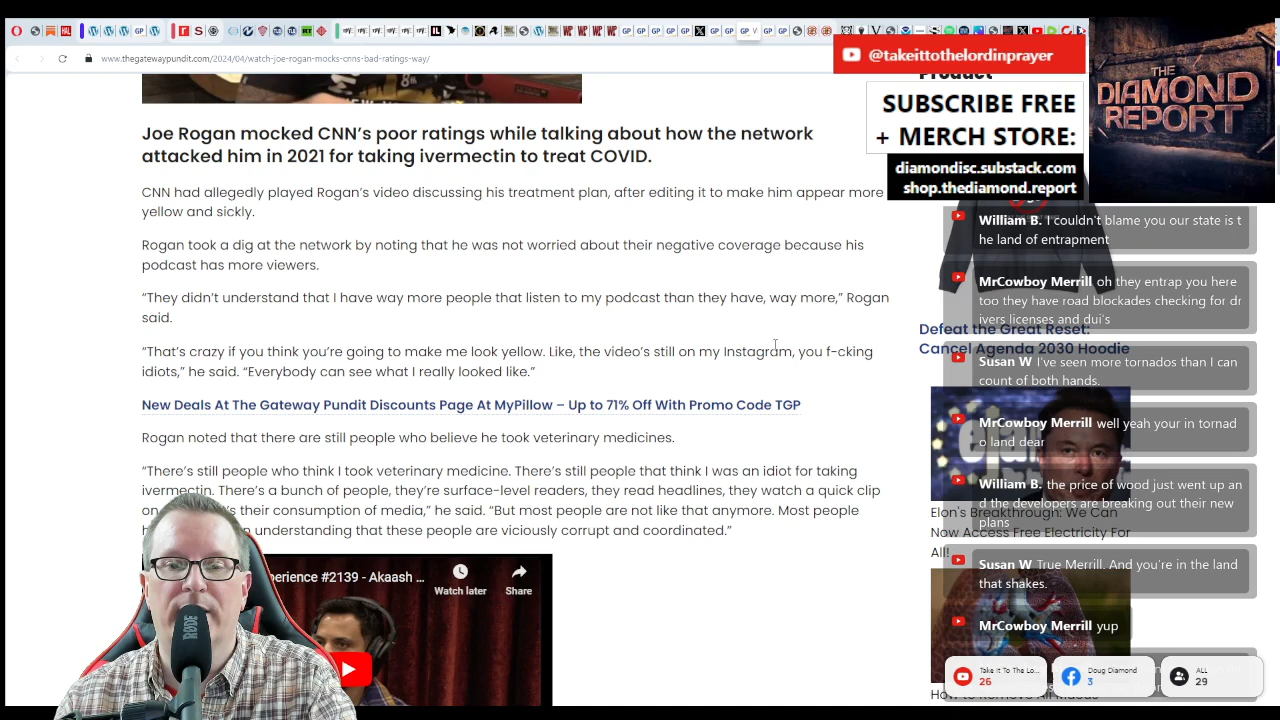 www.thegatewaypundit.com/2024/04/watch-joe-rogan-mocks-cnns-bad-ratings-way/
@takeittothelordinprayer
Product
SUBSCRIBE FREE
+ MERCH STORE:
diamondisc.substack.com
shop.thediamond.report
THE
DIAMOND
REPORT
Joe Rogan mocked CNN’s poor ratings while talking about how the network
attacked him in 2021 for taking ivermectin to treat COVID.
CNN had allegedly played Rogan’s video discussing his treatment plan, after editing it to make him appear more
yellow and sickly.
Rogan took a dig at the network by noting that he was not worried about their negative coverage because his
podcast has more viewers.
“They didn’t understand that I have way more people that listen to my podcast than they have, way more,” Rogan
said.
“That’s crazy if you think you’re going to make me look yellow. Like, the video’s still on my Instagram, you f-cking
idiots,” he said. “Everybody can see what I really looked like.”
New Deals At The Gateway Pundit Discounts Page At MyPillow – Up to 71% Off With Promo Code TGP
Rogan noted that there are still people who believe he took veterinary medicines.
“There’s still people who think I took veterinary medicine. There’s still people that think I was an idiot for taking
ivermectin. There’s a bunch of people, they’re surface-level readers, they read headlines, they watch a quick clip
their consumption of media,” he said. “But most people are not like that anymore. Most people
understanding that these people are viciously corrupt and coordinated.”
#2139 - Akaash ...
Watch later
Share
William B. I couldn't blame you our state is t
he land of entrapment
MrCowboy Merrill oh they entrap you here
too they have road blockades checking for dr
ivers licenses and dui's
Defeat the Great Reset:
Cancel Agenda 2030 Hoodie
Susan W I've seen more tornados than I can
count of both hands.
MrCowboy Merrill well yeah your in tornad
o land dear
William B. the price of wood just went up an
d the developers are breaking out their new
plans
Elon's Breakthrough: We Can
Now Access Free Electricity For
All!
Susan W True Merrill. And you're in the land
that shakes.
MrCowboy Merrill yup
Take It To The Lo...
26
Doug Diamond
3
ALL
29
RØDE